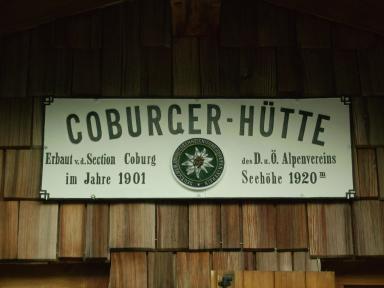 COBURGER-HÜTTE
Erbaut v. d. Section Coburg
im Jahre 1901
des D. u. Ö. Alpenvereins
Seehöhe 1920 m